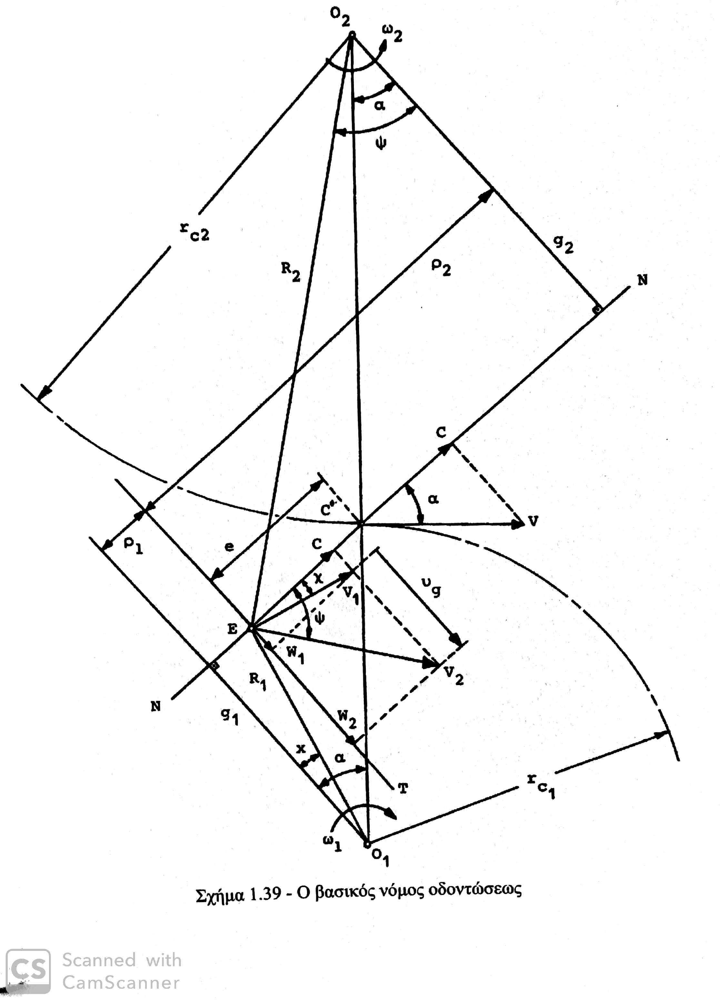 O2
ω2
α
ψ
rc2
g2
R2
ρ2
N
C
α
V
C'
ρ1
e
C
χ
V1
υg
ψ
E
W1
V2
R1
N
g1
W2
x
α
T
rc1
ω1
O1
Σχήμα 1.39 - Ο βασικός νόμος οδοντώσεως
CS Scanned with
CamScanner